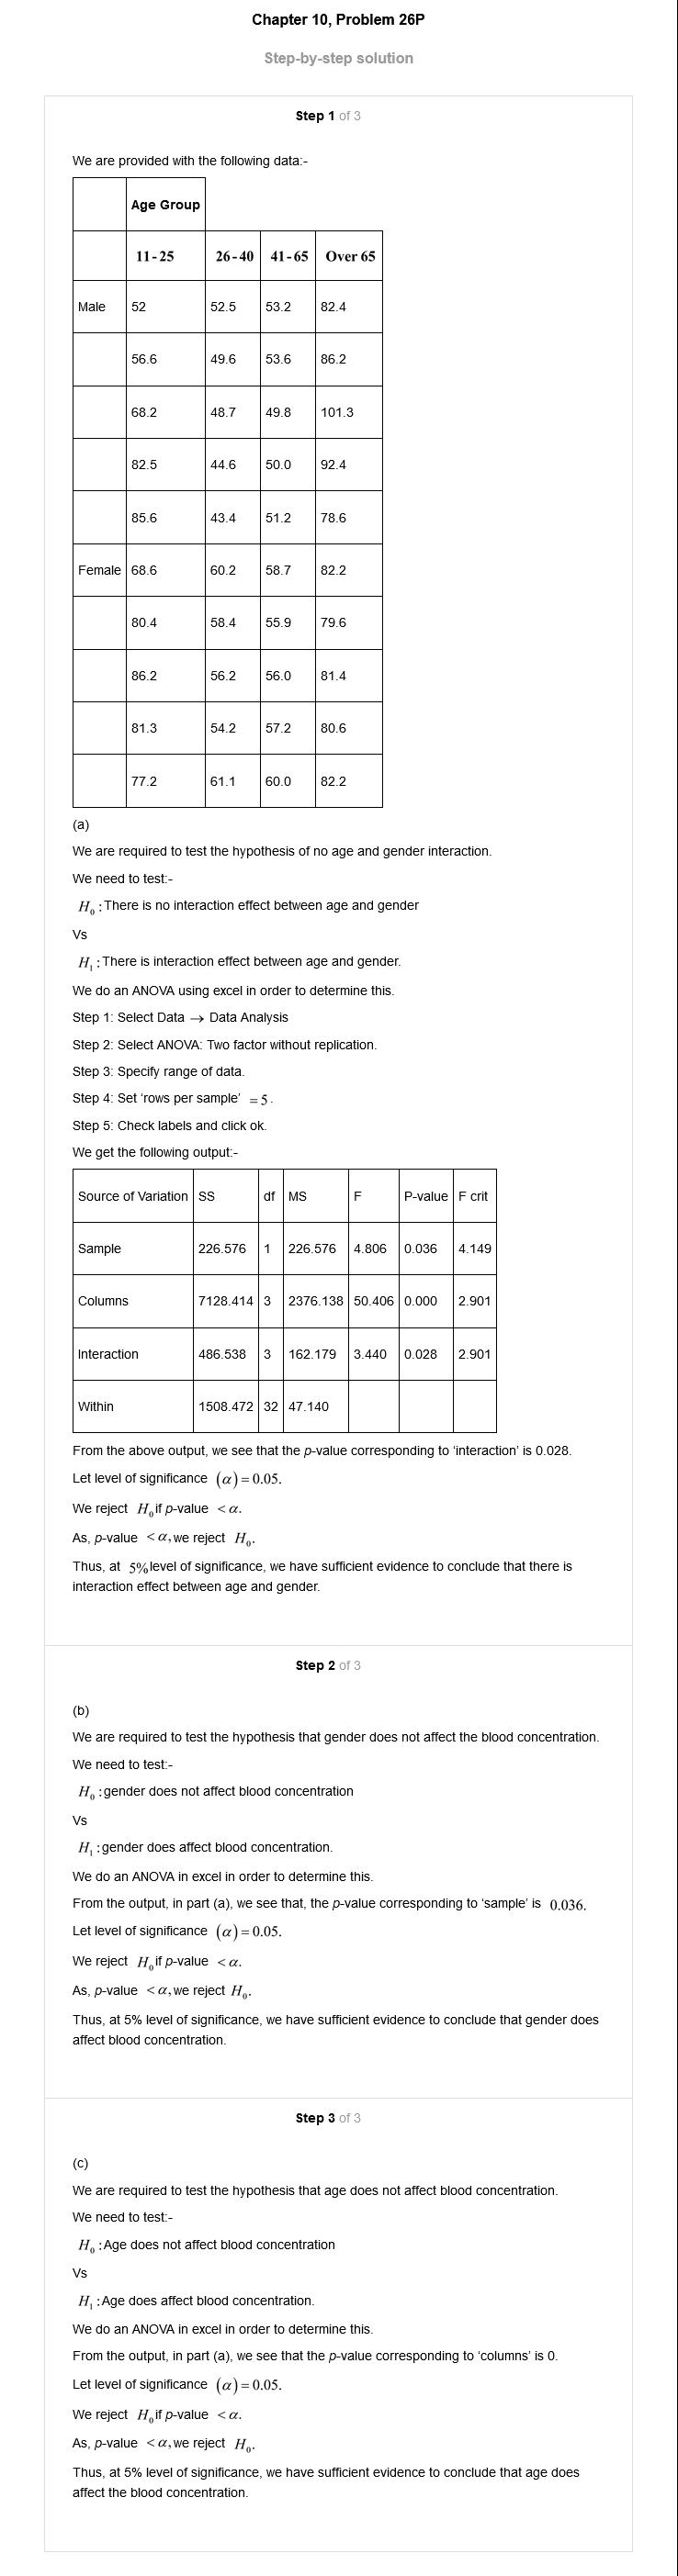 Chapter 10, Problem 26P
Step-by-step solution
Step 1 of 3
We are provided with the following data:-
Age Group
11-25 26-40 41-65 Over 65
Male 52 52.5 53.2 82.4
56.6 49.6 53.6 86.2
68.2 48.7 49.8 101.3
82.5 44.6 50.0 92.4
85.6 43.4 51.2 78.6
Female 68.6 60.2 58.7 82.2
80.4 58.4 55.9 79.6
86.2 56.2 56.0 81.4
81.3 54.2 57.2 80.6
77.2 61.1 60.0 82.2
(a)
We are required to test the hypothesis of no age and gender interaction.
We need to test:-
H₀ : There is no interaction effect between age and gender
Vs
H₁ : There is interaction effect between age and gender.
We do an ANOVA using excel in order to determine this.
Step 1: Select Data → Data Analysis
Step 2: Select ANOVA: Two factor without replication.
Step 3: Specify range of data.
Step 4: Set ‘rows per sample’ = 5.
Step 5: Check labels and click ok.
We get the following output:-
Source of Variation SS df MS F P-value F crit
Sample 226.576 1 226.576 4.806 0.036 4.149
Columns 7128.414 3 2376.138 50.406 0.000 2.901
Interaction 486.538 3 162.179 3.440 0.028 2.901
Within 1508.472 32 47.140
From the above output, we see that the p-value corresponding to ‘interaction’ is 0.028.
Let level of significance (α) = 0.05.
We reject H₀ if p-value < α.
As, p-value < α, we reject H₀.
Thus, at 5% level of significance, we have sufficient evidence to conclude that there is
interaction effect between age and gender.
Step 2 of 3
(b)
We are required to test the hypothesis that gender does not affect the blood concentration.
We need to test:-
H₀ : gender does not affect blood concentration
Vs
H₁ : gender does affect blood concentration.
We do an ANOVA in excel in order to determine this.
From the output, in part (a), we see that, the p-value corresponding to ‘sample’ is 0.036.
Let level of significance (α) = 0.05.
We reject H₀ if p-value < α.
As, p-value < α, we reject H₀.
Thus, at 5% level of significance, we have sufficient evidence to conclude that gender does
affect blood concentration.
Step 3 of 3
(c)
We are required to test the hypothesis that age does not affect blood concentration.
We need to test:-
H₀ : Age does not affect blood concentration
Vs
H₁ : Age does affect blood concentration.
We do an ANOVA in excel in order to determine this.
From the output, in part (a), we see that the p-value corresponding to ‘columns’ is 0.
Let level of significance (α) = 0.05.
We reject H₀ if p-value < α.
As, p-value < α, we reject H₀.
Thus, at 5% level of significance, we have sufficient evidence to conclude that age does
affect the blood concentration.